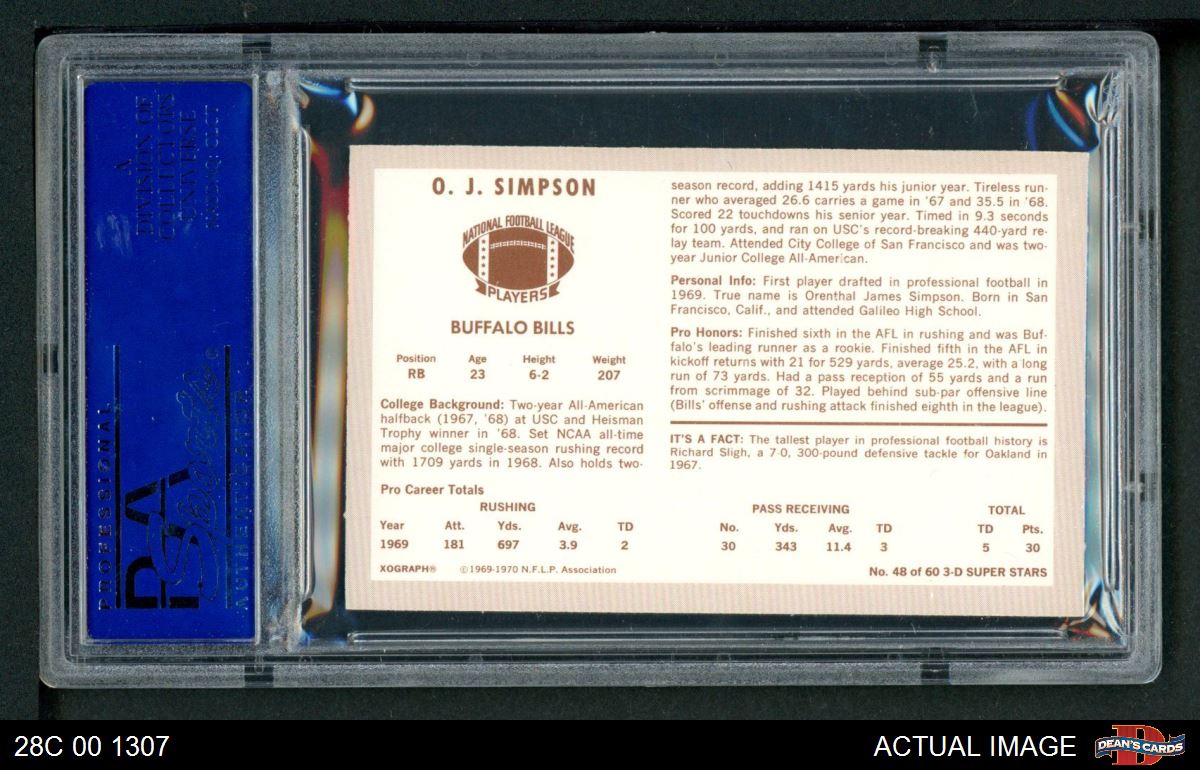 A
DIVISION OF
COLLECTORS
UNIVERSE
NASDAQ: CLCT
PROFESSIONAL
PSA
AUTHENTICATOR
O. J. SIMPSON
NATIONAL FOOTBALL LEAGUE
PLAYERS
BUFFALO BILLS
Position Age Height Weight
RB 23 6-2 207
College Background: Two-year All-American
halfback (1967, '68) at USC and Heisman
Trophy winner in '68. Set NCAA all-time
major college single-season rushing record
with 1709 yards in 1968. Also holds two-
season record, adding 1415 yards his junior year. Tireless run-
ner who averaged 26.6 carries a game in '67 and 35.5 in '68.
Scored 22 touchdowns his senior year. Timed in 9.3 seconds
for 100 yards, and ran on USC's record-breaking 440-yard re-
lay team. Attended City College of San Francisco and was two-
year Junior College All-American.
Personal Info: First player drafted in professional football in
1969. True name is Orenthal James Simpson. Born in San
Francisco, Calif., and attended Galileo High School.
Pro Honors: Finished sixth in the AFL in rushing and was Buf-
falo's leading runner as a rookie. Finished fifth in the AFL in
kickoff returns with 21 for 529 yards, average 25.2, with a long
run of 73 yards. Had a pass reception of 55 yards and a run
from scrimmage of 32. Played behind sub-par offensive line
(Bills' offense and rushing attack finished eighth in the league).
IT'S A FACT: The tallest player in professional football history is
Richard Sligh, a 7-0, 300-pound defensive tackle for Oakland in
1967.
Pro Career Totals
RUSHING PASS RECEIVING TOTAL
Year Att. Yds. Avg. TD No. Yds. Avg. TD TD Pts.
1969 181 697 3.9 2 30 343 11.4 3 5 30
XOGRAPH® ©1969-1970 N.F.L.P. Association No. 48 of 60 3-D SUPER STARS
28C 00 1307 ACTUAL IMAGE DEAN'S CARDS